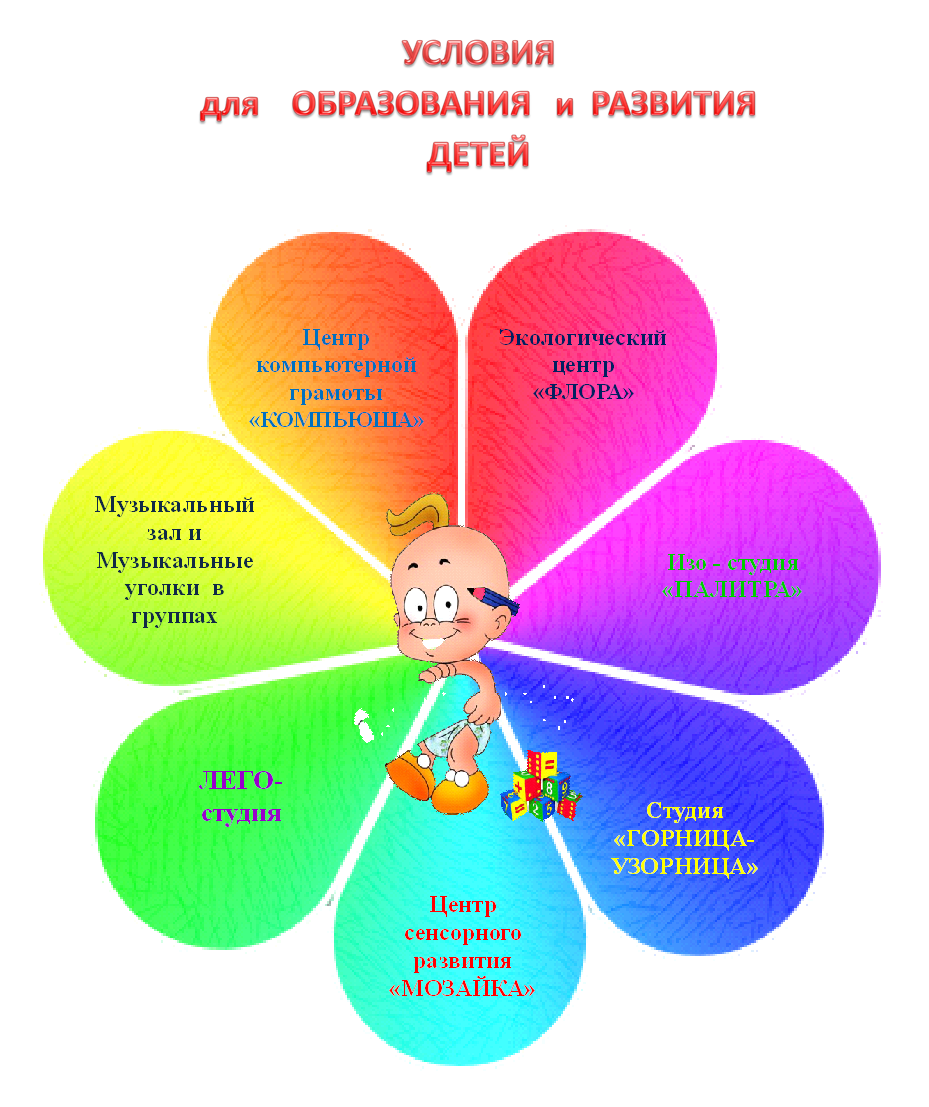 УСЛОВИЯ
для ОБРАЗОВАНИЯ и РАЗВИТИЯ
ДЕТЕЙ
Центр
компьютерной
грамоты
«КОМПЬЮША»
Экологический
центр
«ФЛОРА»
Музыкальный
зал и
Музыкальные
уголки в
группах
Изо - студия
«ПАЛИТРА»
ЛЕГО-
студия
Студия
«ГОРНИЦА-
УЗОРНИЦА»
Центр
сенсорного
развития
«МОЗАЙКА»